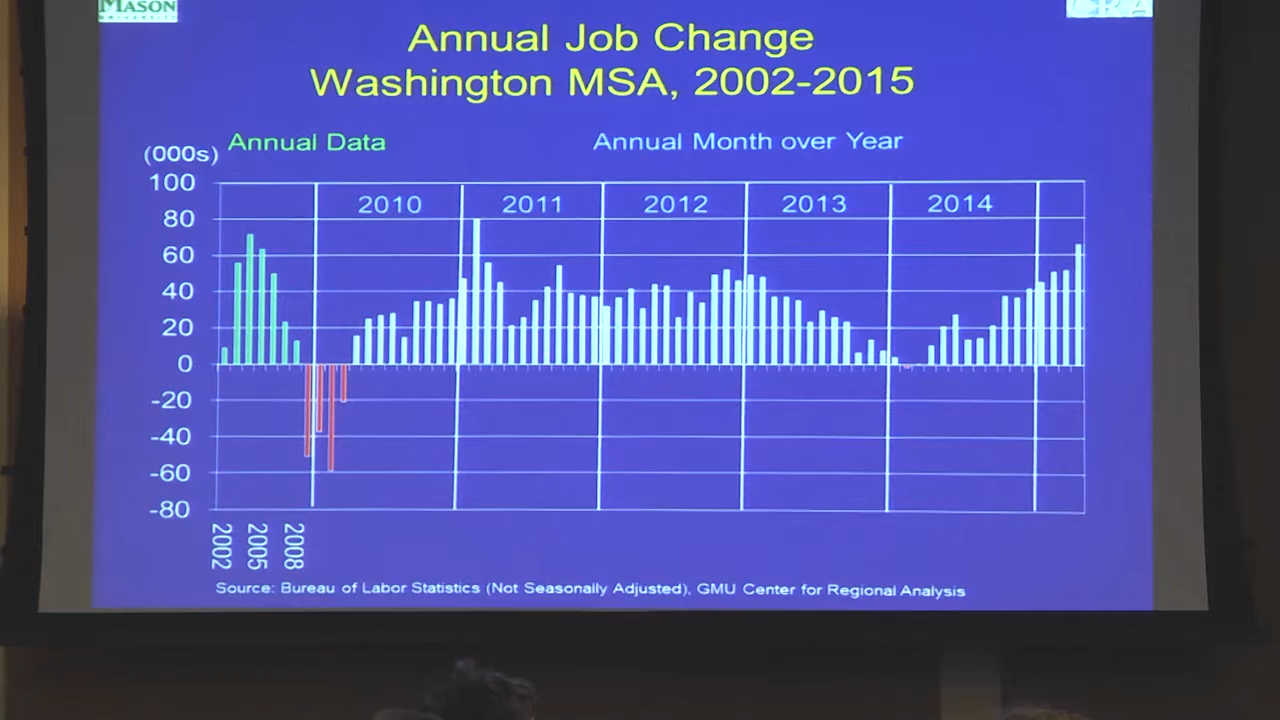 MASON
UNIVERSITY
CRA
Annual Job Change
Washington MSA, 2002-2015
Annual Data
Annual Month over Year
(000s)
100
80
60
40
20
0
-20
-40
-60
-80
2010
2011
2012
2013
2014
2002
2005
2008
Source: Bureau of Labor Statistics (Not Seasonally Adjusted), GMU Center for Regional Analysis